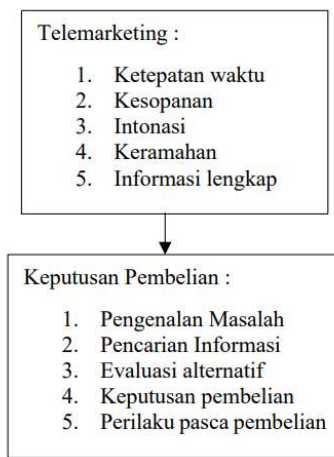 Telemarketing :
1. Ketepatan waktu
2. Kesopanan
3. Intonasi
4. Keramahan
5. Informasi lengkap
Keputusan Pembelian :
1. Pengenalan Masalah
2. Pencarian Informasi
3. Evaluasi alternatif
4. Keputusan pembelian
5. Perilaku pasca pembelian